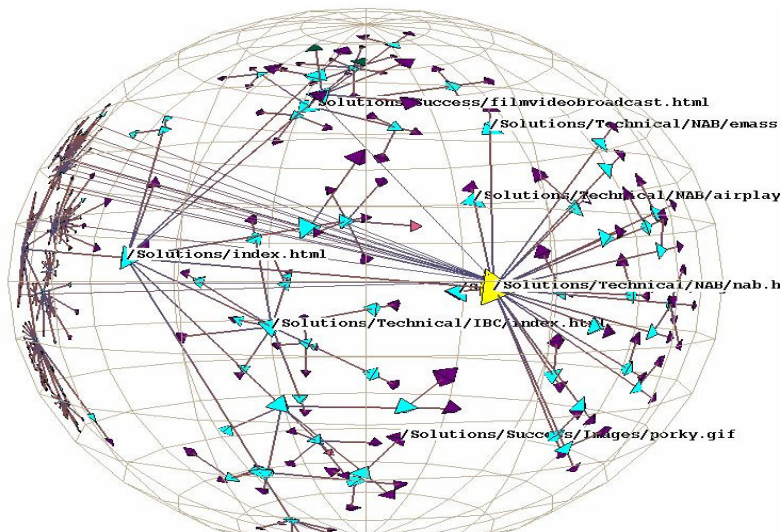 /Solutions/Success/filmvideobroadcast.html
/Solutions/Technical/NAB/emass
/Solutions/Technical/NAB/airplay
/Solutions/index.html
/Solutions/Technical/NAB/nab.h
/Solutions/Technical/IBC/index.html
/Solutions/Success/Images/porky.gif